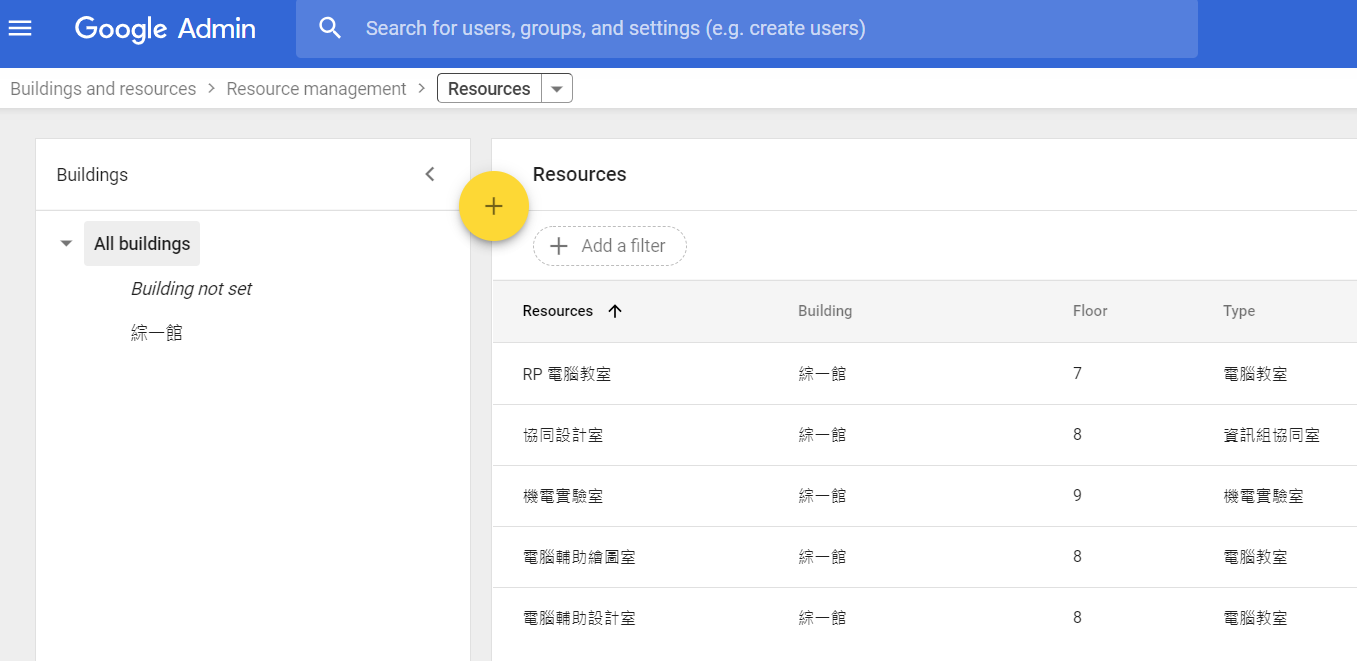 Google Admin
Search for users, groups, and settings (e.g. create users)
Buildings and resources > Resource management > Resources
Buildings
All buildings
Building not set
綜一館
Resources
Add a filter
Resources Building Floor Type
RP 電腦教室 綜一館 7 電腦教室
協同設計室 綜一館 8 資訊組協同室
機電實驗室 綜一館 9 機電實驗室
電腦輔助繪圖室 綜一館 8 電腦教室
電腦輔助設計室 綜一館 8 電腦教室